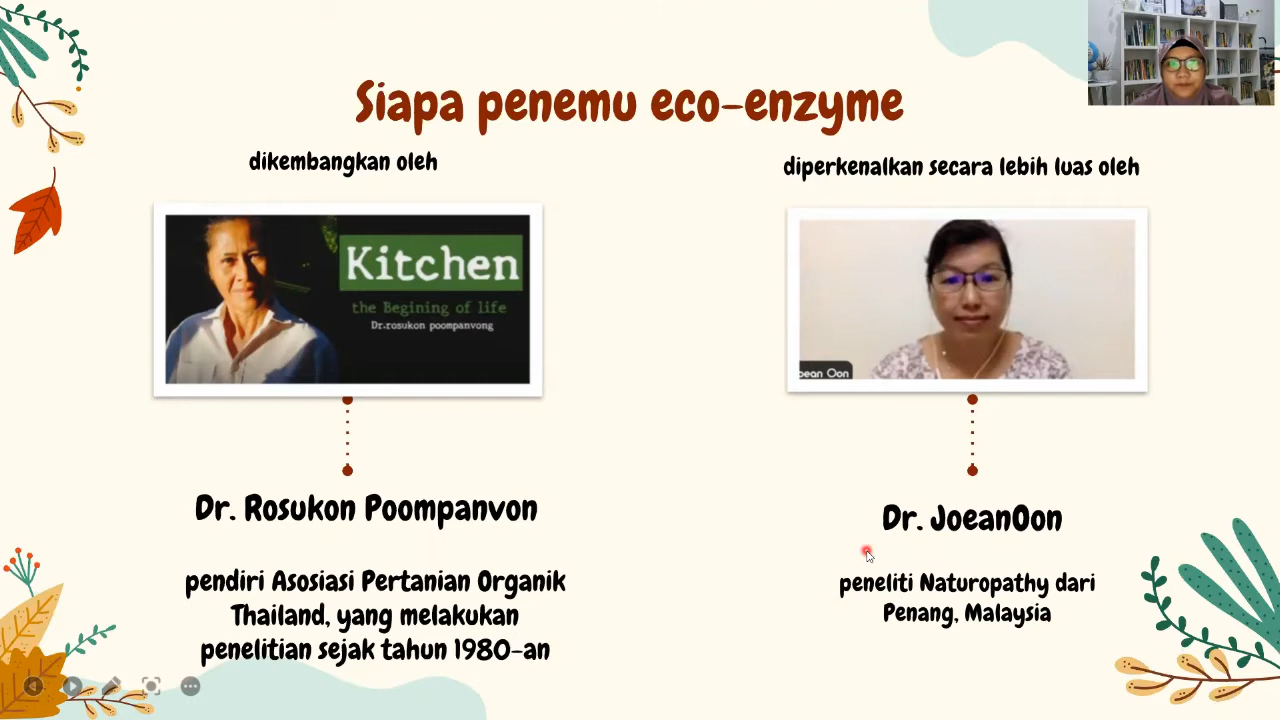 Siapa penemu eco-enzyme
dikembangkan oleh
Kitchen
the Begining of life
Dr.rosukon poompanvong
Dr. Rosukon Poompanvon
pendiri Asosiasi Pertanian Organik
Thailand, yang melakukan
penelitian sejak tahun 1980-an
diperkenalkan secara lebih luas oleh
oean Oon
Dr. JoeanOon
peneliti Naturopathy dari
Penang, Malaysia